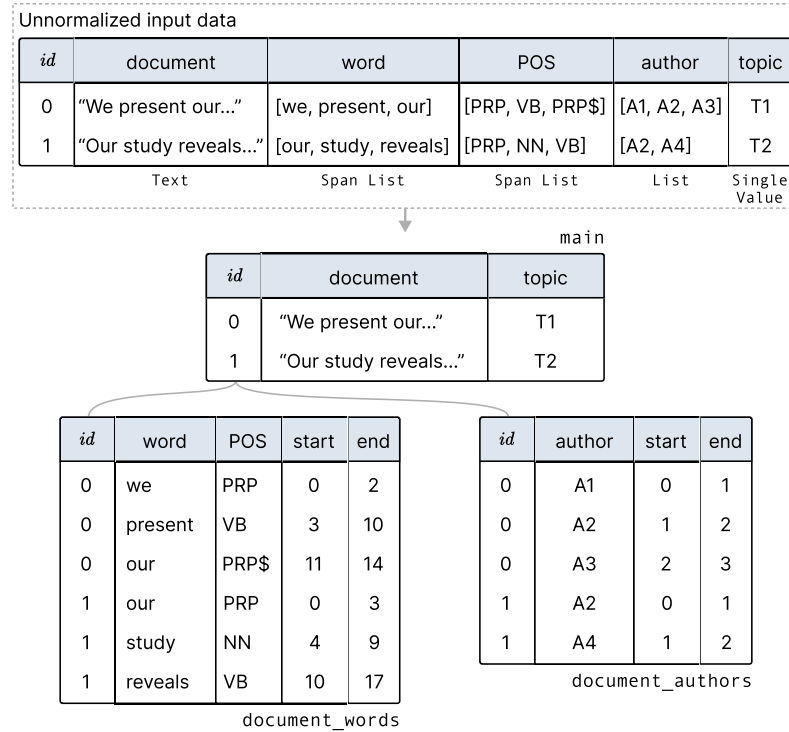 Unnormalized input data
id document word POS author topic
0 “We present our...” [we, present, our] [PRP, VB, PRP$] [A1, A2, A3] T1
1 “Our study reveals...” [our, study, reveals] [PRP, NN, VB] [A2, A4] T2
Text Span List Span List List Single
Value
main
id document topic
0 “We present our...” T1
1 “Our study reveals...” T2
id word POS start end
0 we PRP 0 2
0 present VB 3 10
0 our PRP$ 11 14
1 our PRP 0 3
1 study NN 4 9
1 reveals VB 10 17
document_words
id author start end
0 A1 0 1
0 A2 1 2
0 A3 2 3
1 A2 0 1
1 A4 1 2
document_authors